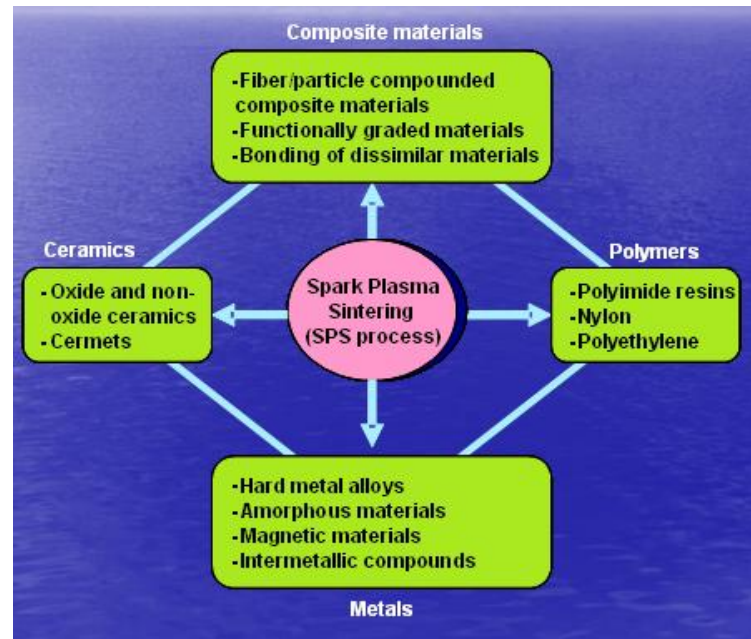 Composite materials
-Fiber/particle compounded
composite materials
-Functionally graded materials
-Bonding of dissimilar materials
Ceramics
-Oxide and non-
oxide ceramics
-Cermets
Spark Plasma
Sintering
(SPS process)
Polymers
-Polyimide resins
-Nylon
-Polyethylene
-Hard metal alloys
-Amorphous materials
-Magnetic materials
-Intermetallic compounds
Metals